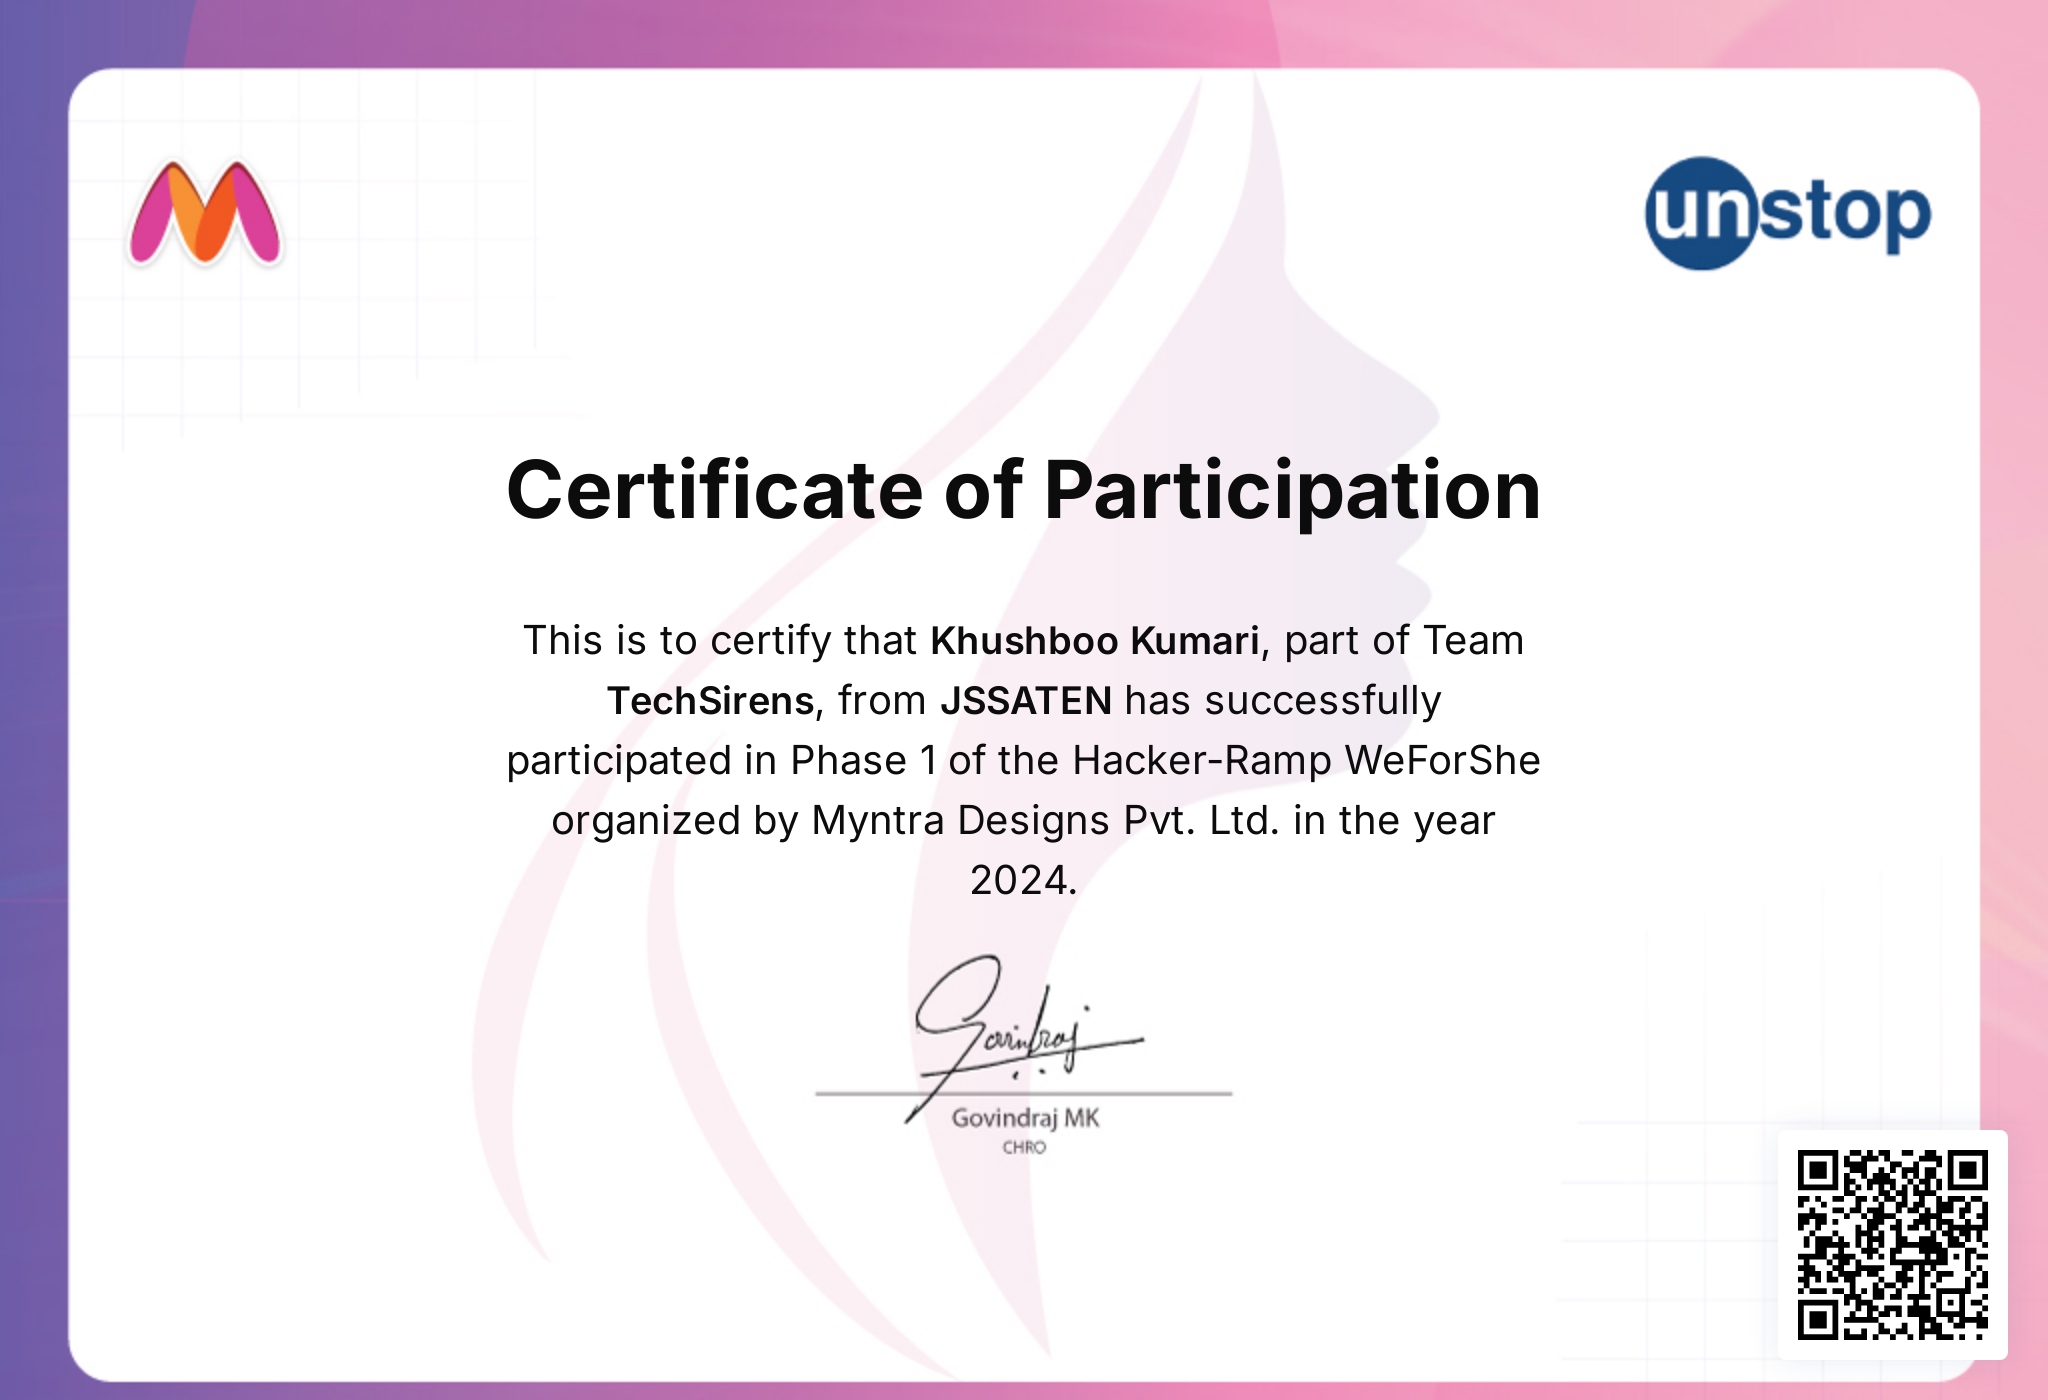 unstop
Certificate of Participation
This is to certify that Khushboo Kumari, part of Team
TechSirens, from JSSATEN has successfully
participated in Phase 1 of the Hacker-Ramp WeForShe
organized by Myntra Designs Pvt. Ltd. in the year
2024.
Govindraj
Govindraj MK
CHRO